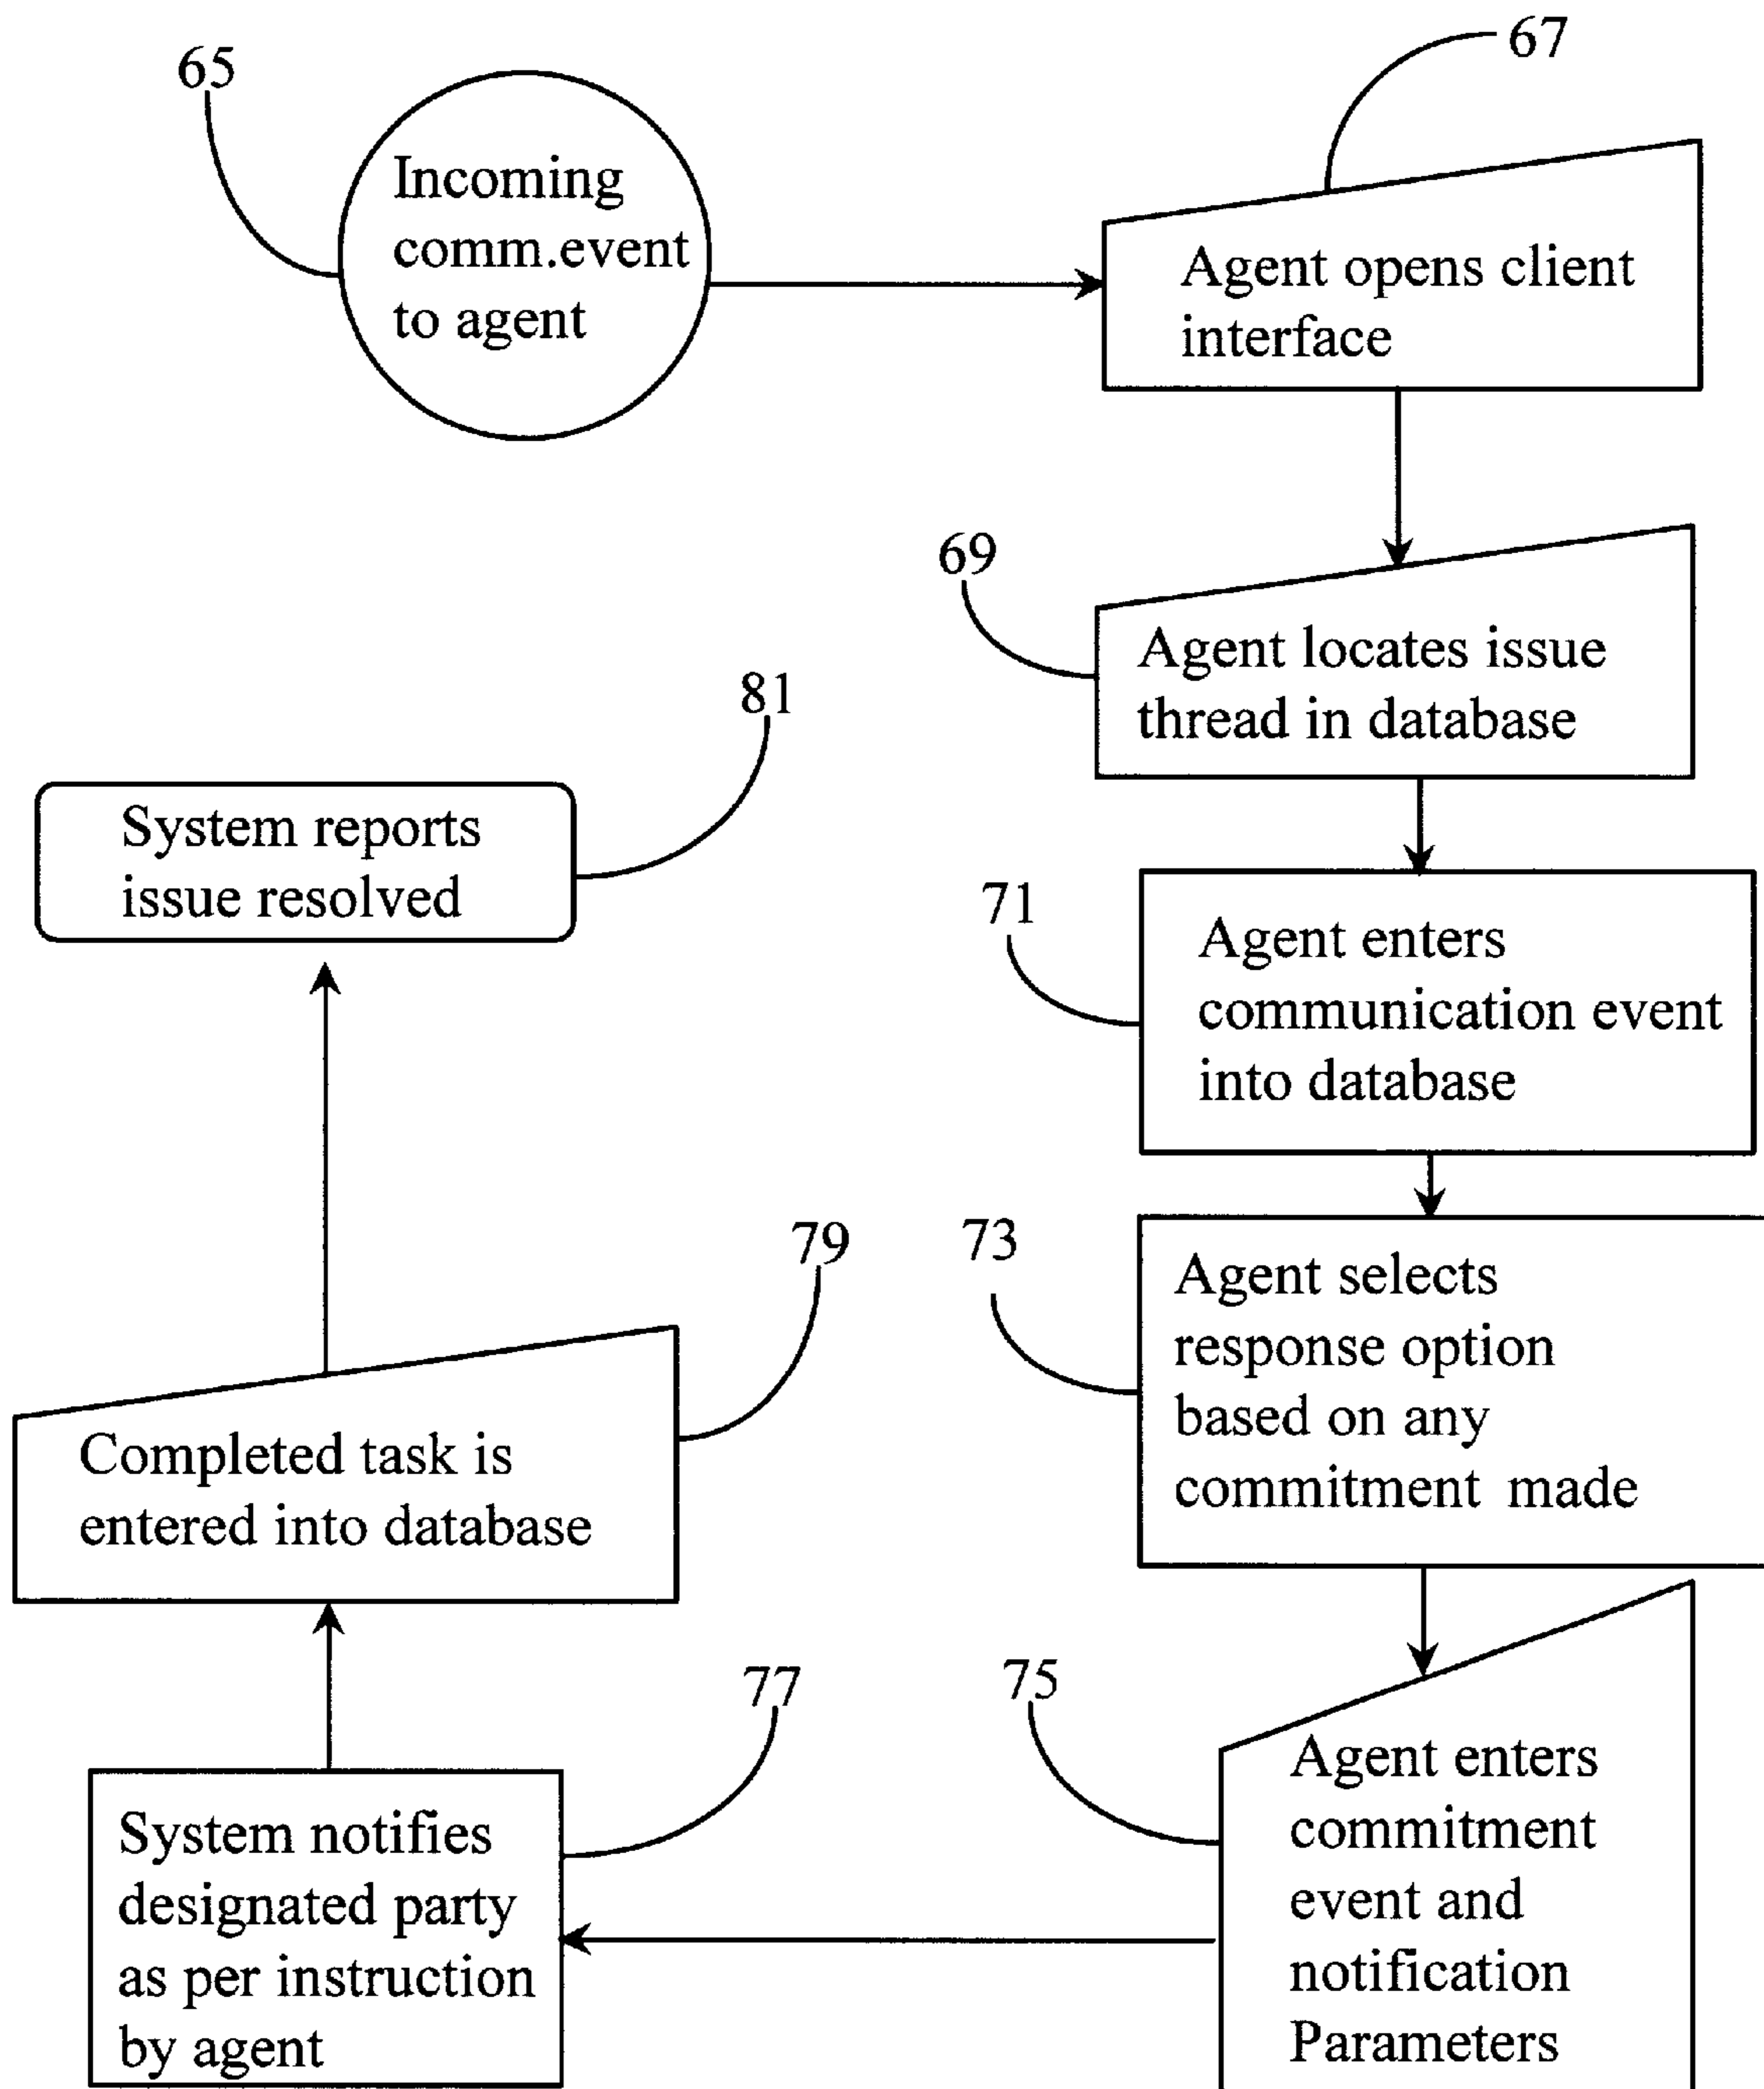 65
Incoming
comm.event
to agent
67
Agent opens client
interface
69
Agent locates issue
thread in database
71
Agent enters
communication event
into database
73
Agent selects
response option
based on any
commitment made
75
Agent enters
commitment
event and
notification
Parameters
77
System notifies
designated party
as per instruction
by agent
79
Completed task is
entered into database
81
System reports
issue resolved